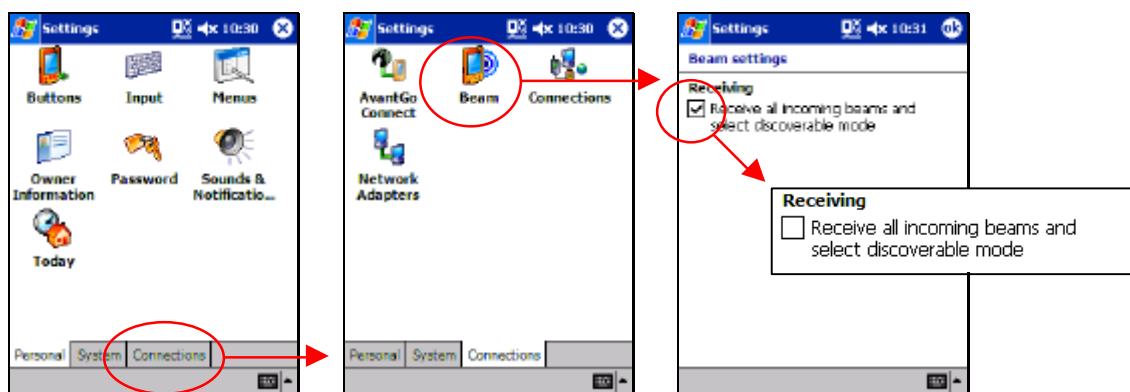 Settings 10:30
Buttons Input Menus
Owner Information Password Sounds & Notificatio...
Today
Personal System Connections
Settings 10:30
AvantGo Connect Beam Connections
Network Adapters
Personal System Connections
Settings 10:31 ok
Beam settings
Receiving
Receive all incoming beams and
select discoverable mode
Receiving
Receive all incoming beams and
select discoverable mode